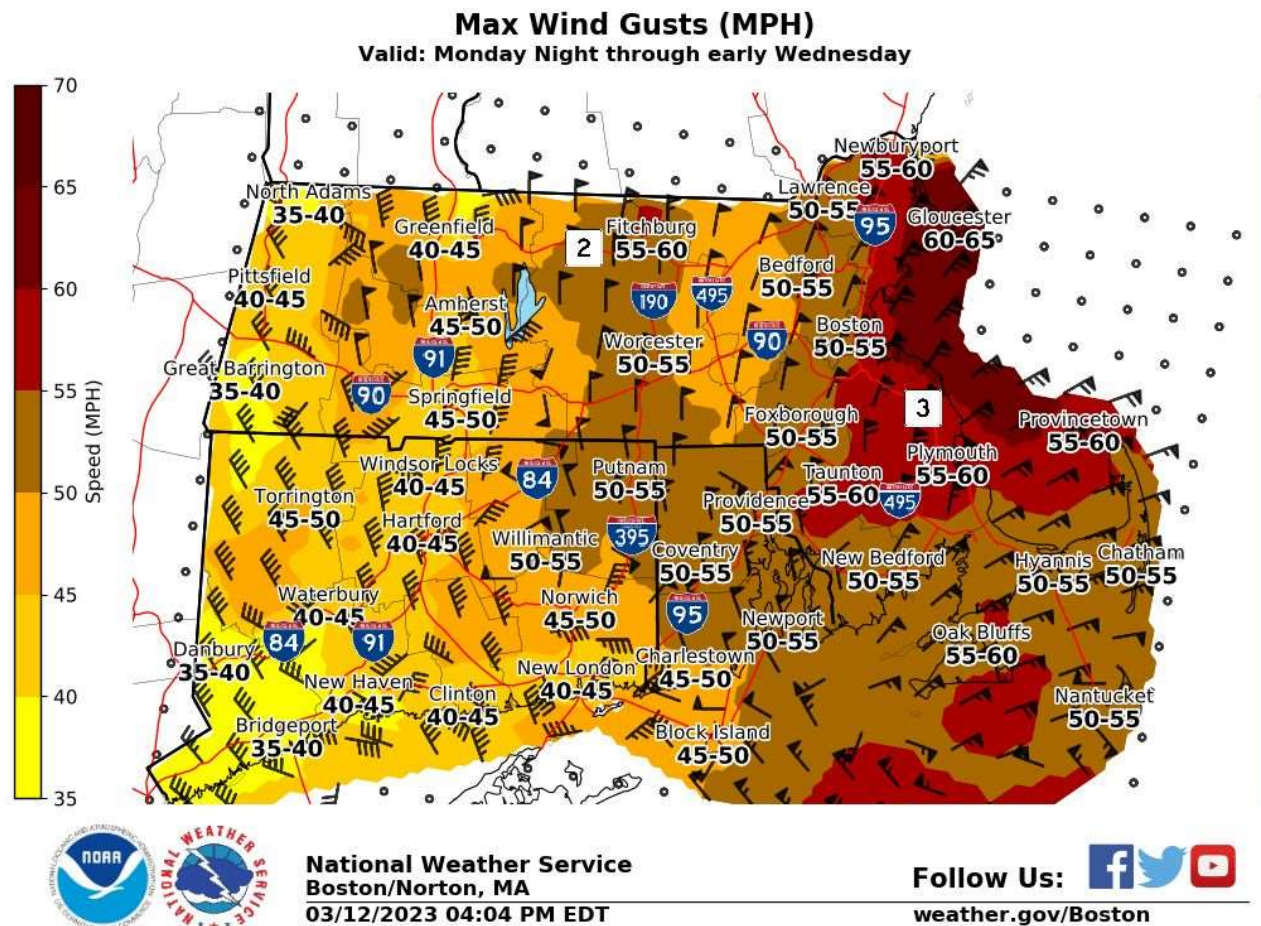 Max Wind Gusts (MPH)
Valid: Monday Night through early Wednesday
70
65
60
55
50
45
40
35
Speed (MPH)
Newburyport
55-60
North Adams
35-40
Lawrence
50-55
95
Gloucester
60-65
Greenfield
40-45
2
Fitchburg
55-60
Bedford
50-55
Pittsfield
40-45
190
495
Amherst
45-50
Boston
50-55
Worcester
50-55
90
91
Great Barrington
35-40
90
Springfield
45-50
3
Foxborough
50-55
Provincetown
55-60
Plymouth
55-60
Windsor Locks
40-45
84
Putnam
50-55
Taunton
55-60
495
Torrington
45-50
Providence
50-55
Hartford
40-45
Willimantic
50-55
395
Coventry
50-55
New Bedford
50-55
Hyannis
50-55
Chatham
50-55
Waterbury
40-45
Norwich
45-50
95
Newport
50-55
84
91
Oak Bluffs
55-60
Danbury
35-40
New Haven
40-45
Clinton
40-45
New London
40-45
Charlestown
45-50
Nantucket
50-55
Bridgeport
35-40
Block Island
45-50
NOAA
NATIONAL WEATHER SERVICE
National Weather Service
Boston/Norton, MA
03/12/2023 04:04 PM EDT
Follow Us:
weather.gov/Boston